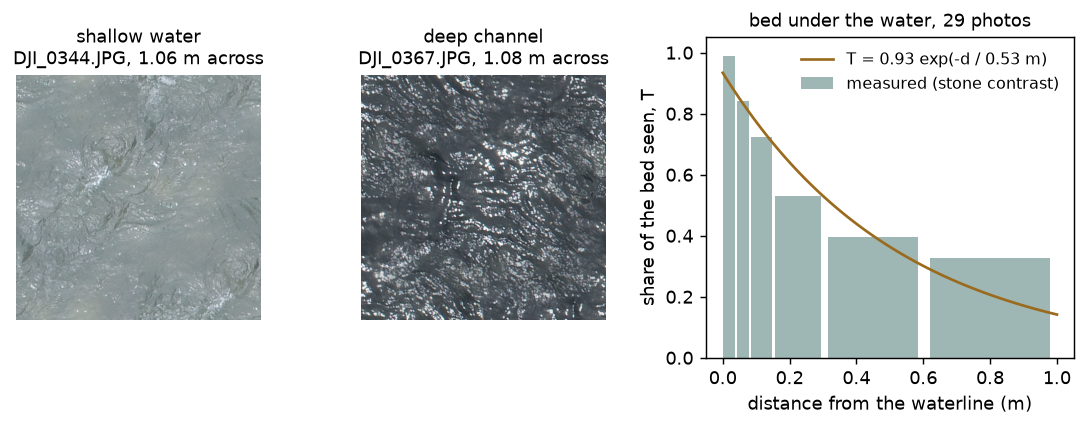 shallow water
DJI_0344.JPG, 1.06 m across
deep channel
DJI_0367.JPG, 1.08 m across
bed under the water, 29 photos
T = 0.93 exp(-d / 0.53 m)
measured (stone contrast)
share of the bed seen, T
1.0
0.8
0.6
0.4
0.2
0.0
0.0 0.2 0.4 0.6 0.8 1.0
distance from the waterline (m)